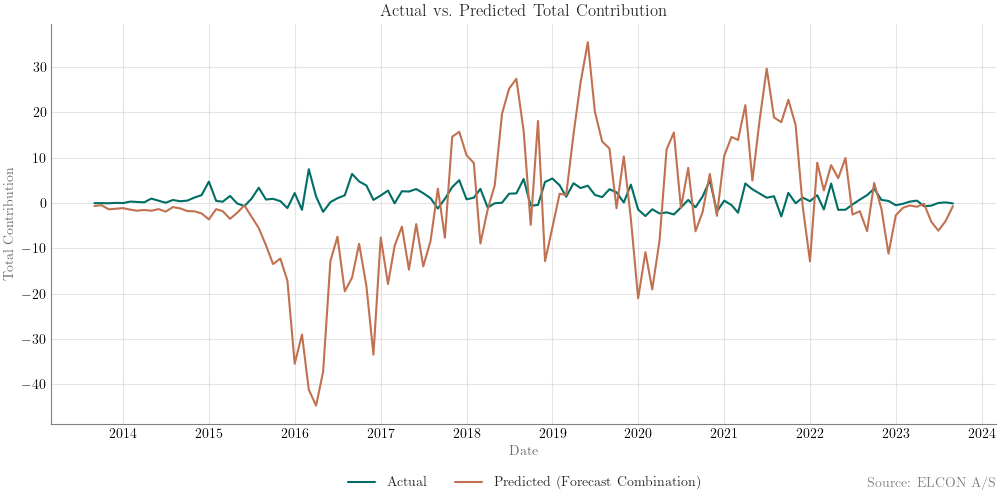 Actual vs. Predicted Total Contribution
Total Contribution
30
20
10
0
−10
−20
−30
−40
2014 2015 2016 2017 2018 2019 2020 2021 2022 2023 2024
Date
Actual Predicted (Forecast Combination)
Source: ELCON A/S